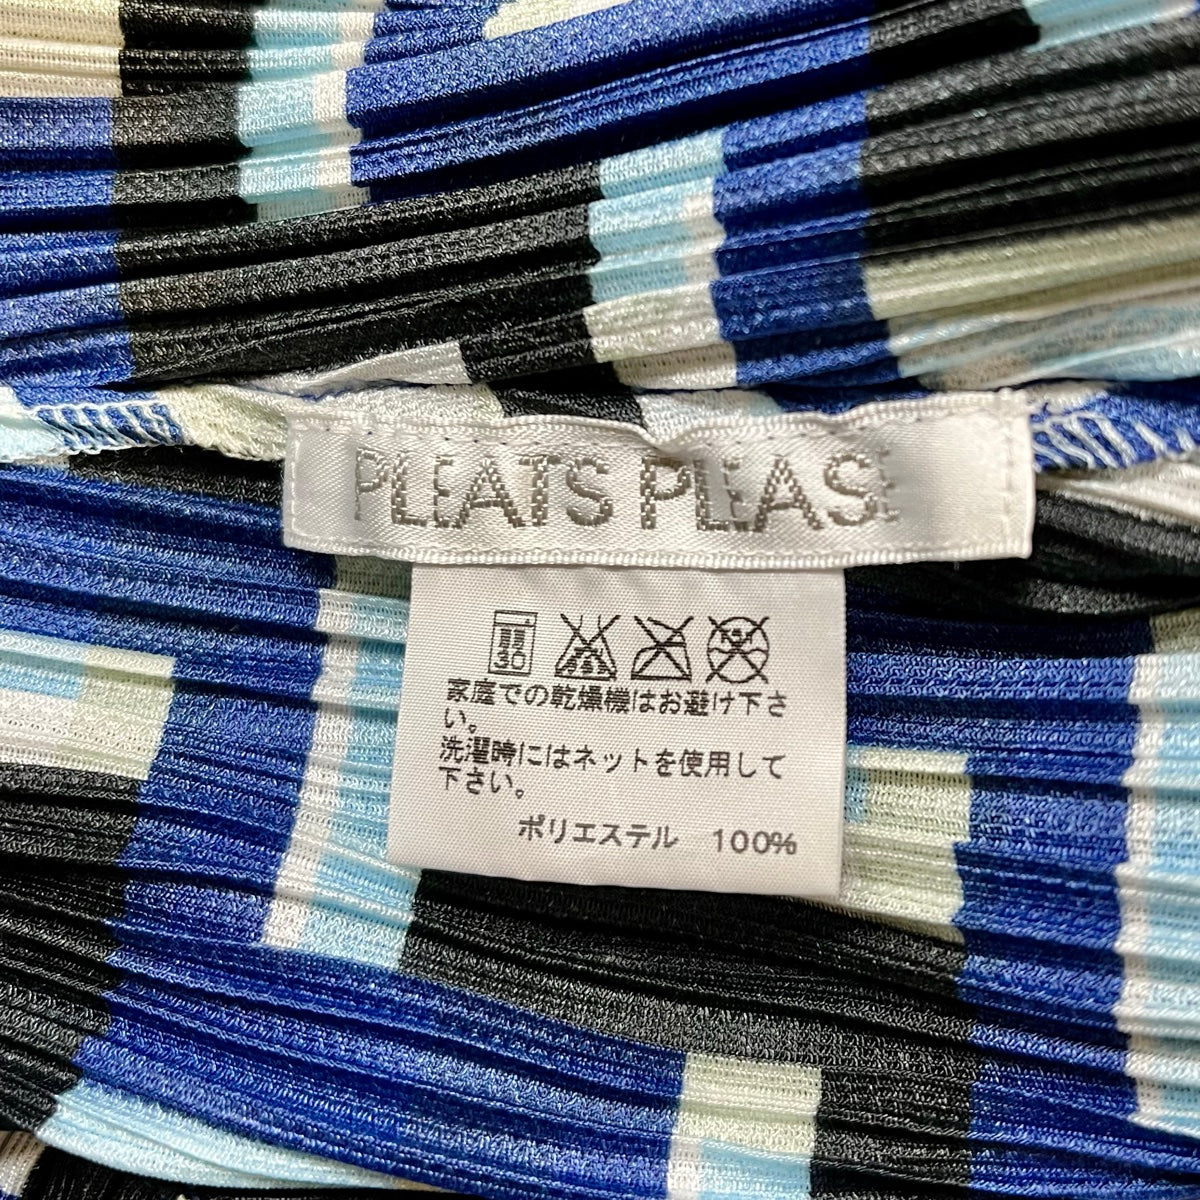 PLEATS PLEASE
30
家庭での乾燥機はお避け下さ
い。
洗濯時にはネットを使用して
下さい。
ポリエステル 100%